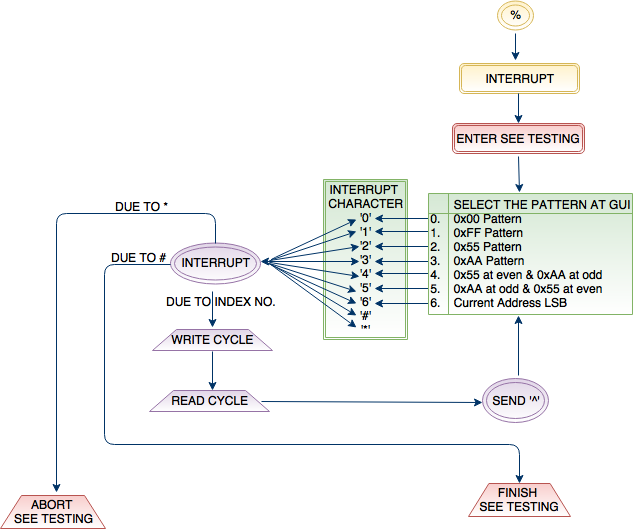 %
INTERRUPT
ENTER SEE TESTING
SELECT THE PATTERN AT GUI
0. 0x00 Pattern
1. 0xFF Pattern
2. 0x55 Pattern
3. 0xAA Pattern
4. 0x55 at even & 0xAA at odd
5. 0xAA at odd & 0x55 at even
6. Current Address LSB
INTERRUPT
CHARACTER
'0'
'1'
'2'
'3'
'4'
'5'
'6'
'#'
'*'
DUE TO *
DUE TO #
INTERRUPT
DUE TO INDEX NO.
WRITE CYCLE
READ CYCLE
SEND '^'
ABORT
SEE TESTING
FINISH
SEE TESTING